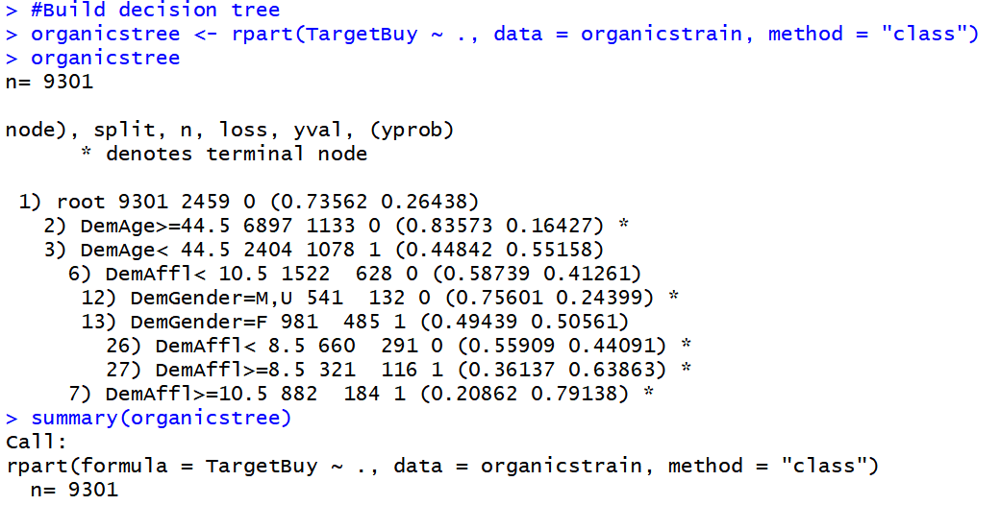 > #Build decision tree
> organicstree <- rpart(TargetBuy ~ ., data = organicstrain, method = "class")
> organicstree
n= 9301

node), split, n, loss, yval, (yprob)
      * denotes terminal node

 1) root 9301 2459 0 (0.73562 0.26438)
   2) DemAge>=44.5 6897 1133 0 (0.83573 0.16427) *
   3) DemAge< 44.5 2404 1078 1 (0.44842 0.55158)
     6) DemAffl< 10.5 1522  628 0 (0.58739 0.41261)
      12) DemGender=M,U 541  132 0 (0.75601 0.24399) *
      13) DemGender=F 981  485 1 (0.49439 0.50561)
        26) DemAffl< 8.5 660  291 0 (0.55909 0.44091) *
        27) DemAffl>=8.5 321  116 1 (0.36137 0.63863) *
     7) DemAffl>=10.5 882  184 1 (0.20862 0.79138) *
> summary(organicstree)
Call:
rpart(formula = TargetBuy ~ ., data = organicstrain, method = "class")
  n= 9301